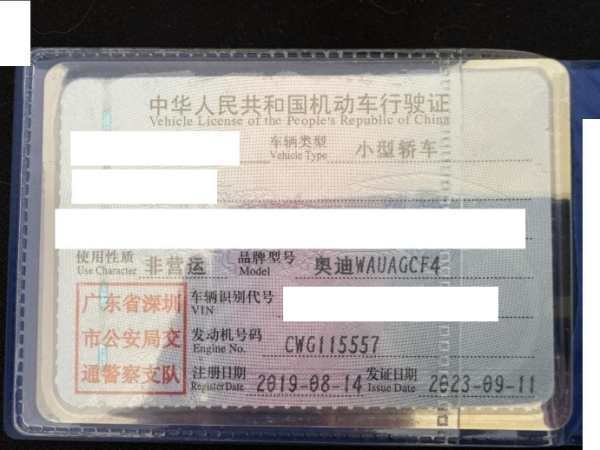 中华人民共和国机动车行驶证
Vehicle License of the People's Republic of China
车辆类型 小型轿车
Vehicle Type
使用性质 非营运 品牌型号 奥迪WAUAGCF4
Use Character Model
广东省深圳
市公安局交
通警察支队
车辆识别代号
VIN
发动机号码 CWG115557
Engine No.
注册日期 2019-08-14 发证日期 2023-09-11
Register Date Issue Date